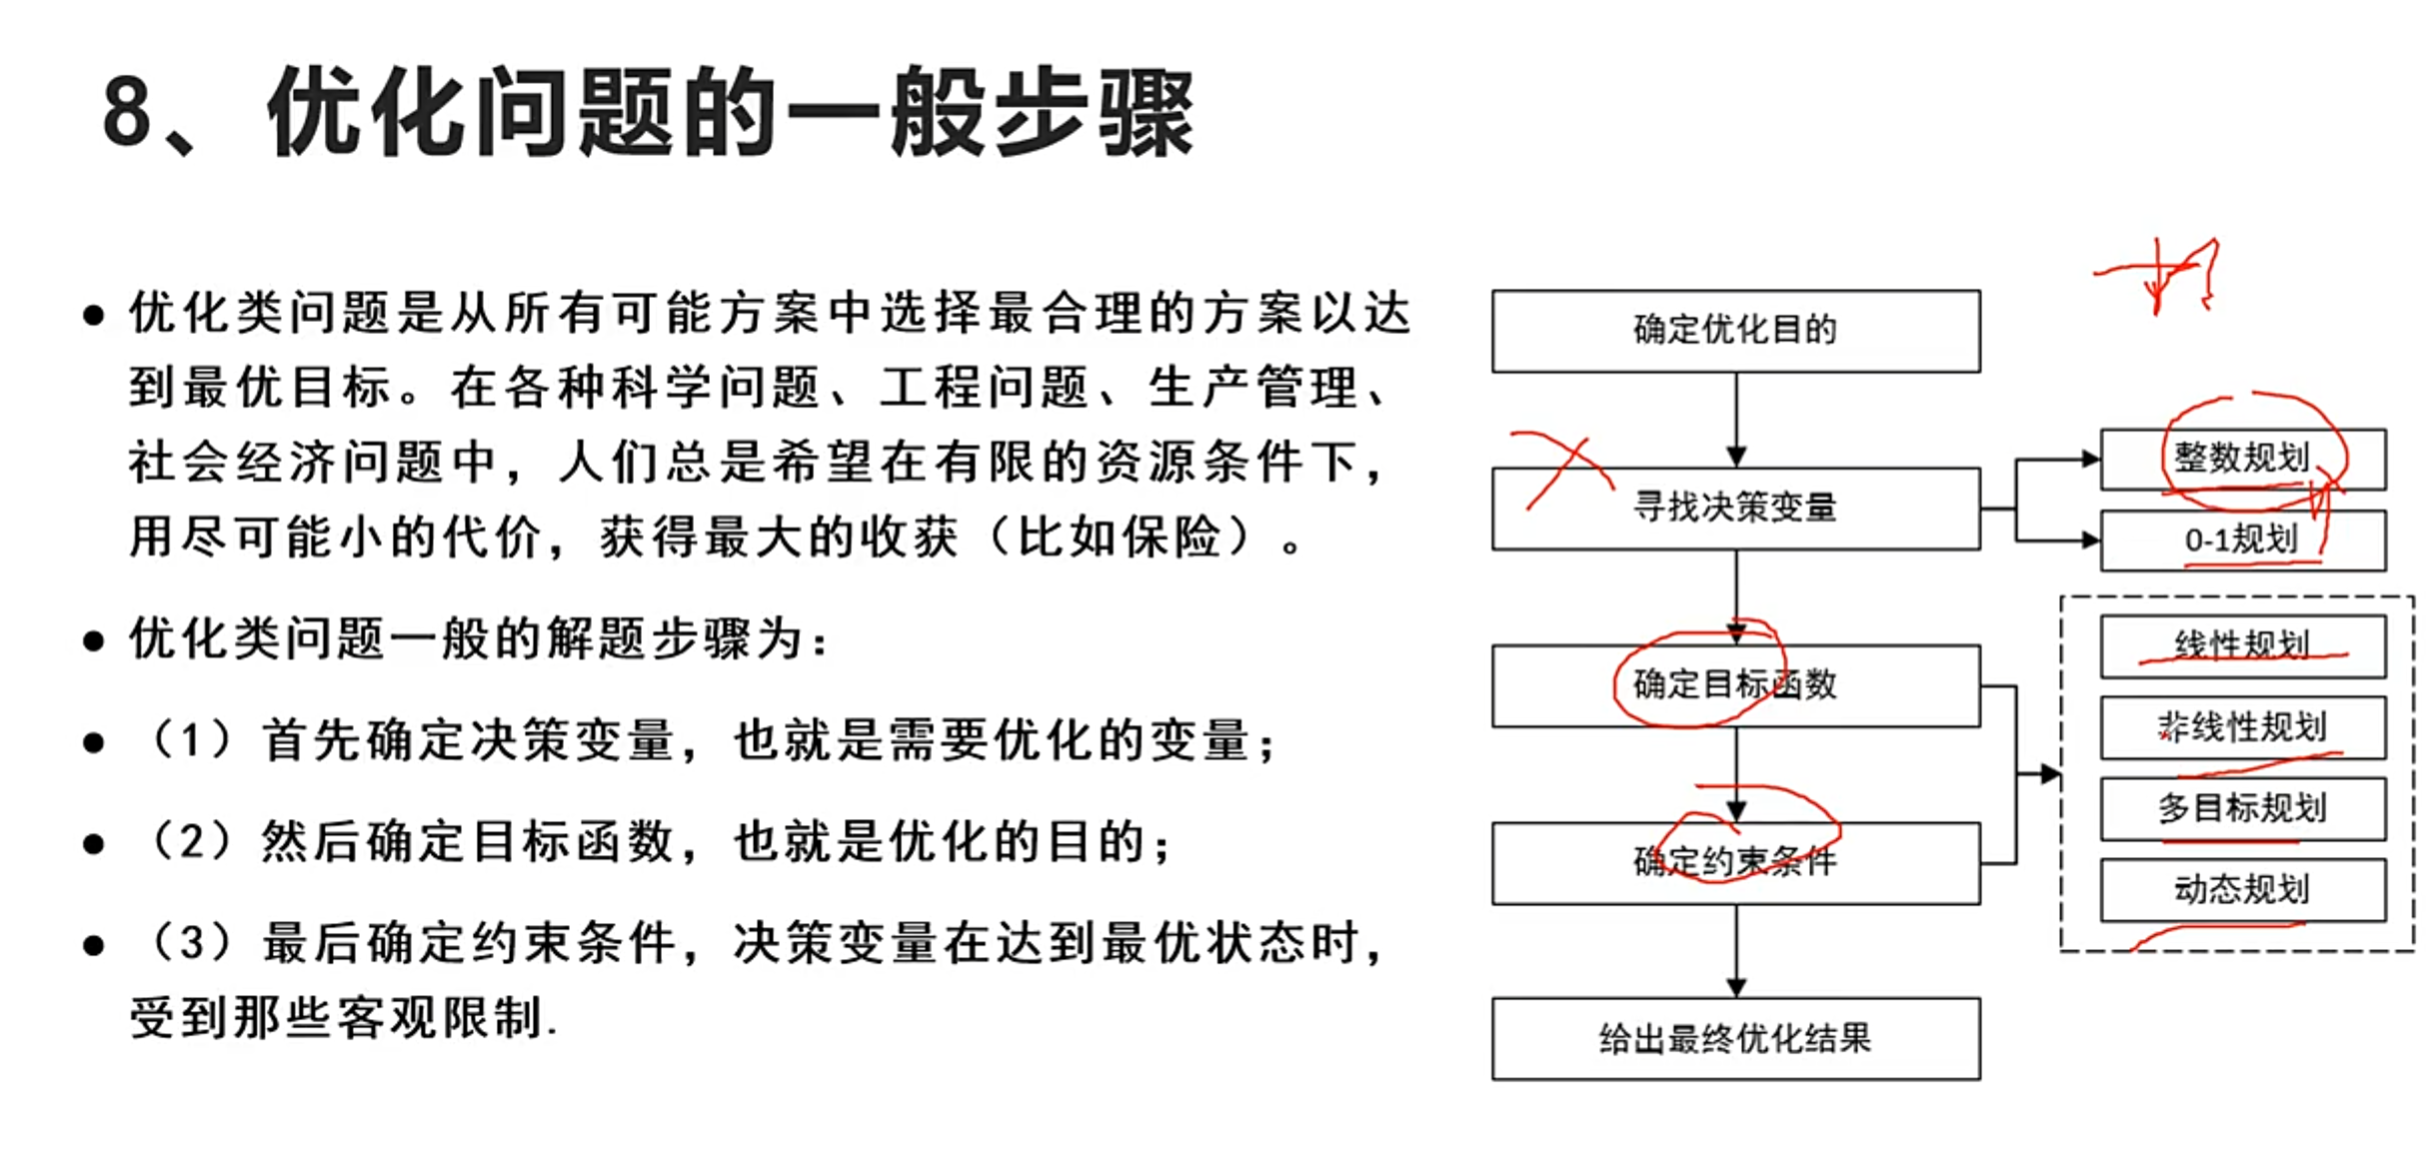 8、优化问题的一般步骤
● 优化类问题是从所有可能方案中选择最合理的方案以达
到最优目标。在各种科学问题、工程问题、生产管理、
社会经济问题中，人们总是希望在有限的资源条件下，
用尽可能小的代价，获得最大的收获（比如保险）。
● 优化类问题一般的解题步骤为：
● （1）首先确定决策变量，也就是需要优化的变量；
● （2）然后确定目标函数，也就是优化的目的；
● （3）最后确定约束条件，决策变量在达到最优状态时，
受到那些客观限制.
确定优化目的
寻找决策变量
确定目标函数
确定约束条件
给出最终优化结果
整数规划
0-1规划
线性规划
非线性规划
多目标规划
动态规划